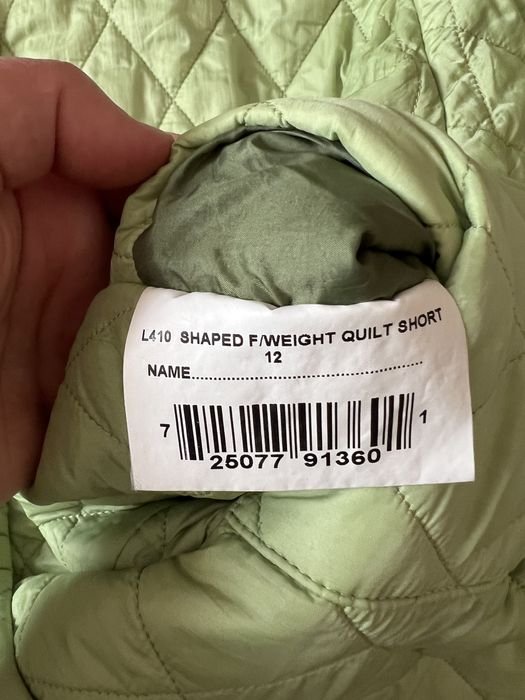 L410 SHAPED F/WEIGHT QUILT SHORT
12
NAME.......................................................
7 25077 91360 1